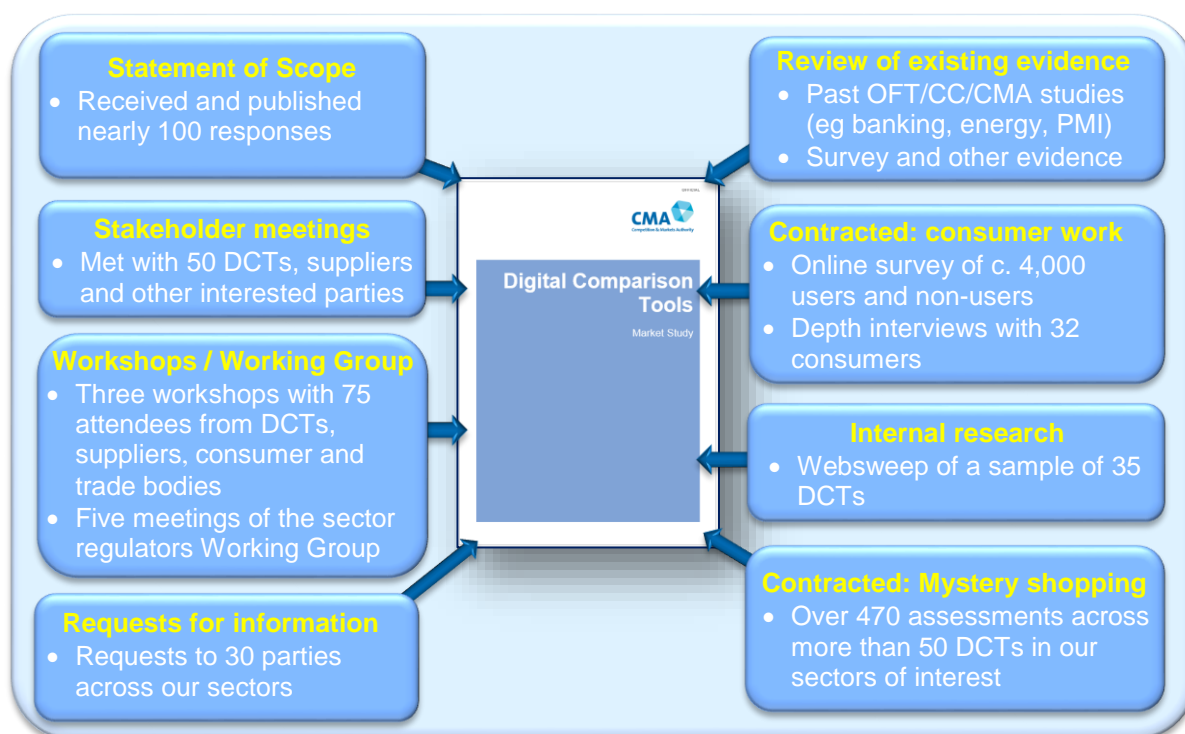 Statement of Scope
• Received and published
nearly 100 responses
Stakeholder meetings
• Met with 50 DCTs, suppliers
and other interested parties
Workshops / Working Group
• Three workshops with 75
attendees from DCTs,
suppliers, consumer and
trade bodies
• Five meetings of the sector
regulators Working Group
Requests for information
• Requests to 30 parties
across our sectors
OFFICIAL
CMA
Competition & Markets Authority
Digital Comparison
Tools
Market Study
Review of existing evidence
• Past OFT/CC/CMA studies
(eg banking, energy, PMI)
• Survey and other evidence
Contracted: consumer work
• Online survey of c. 4,000
users and non-users
• Depth interviews with 32
consumers
Internal research
• Websweep of a sample of 35
DCTs
Contracted: Mystery shopping
• Over 470 assessments across
more than 50 DCTs in our
sectors of interest